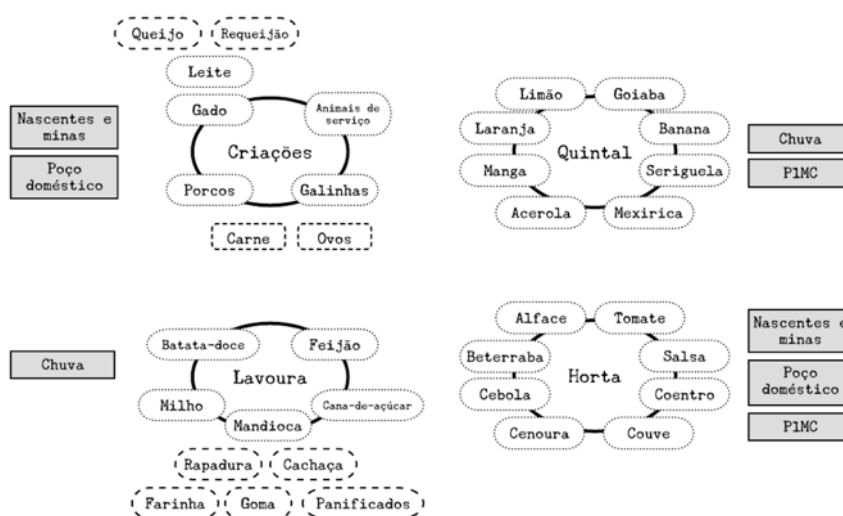 Queijo
Requeijão
Leite
Gado
Animais de
serviço
Criações
Porcos
Galinhas
Carne
Ovos
Nascentes e
minas
Poço
doméstico
Limão
Goiaba
Laranja
Banana
Quintal
Manga
Seriguela
Acerola
Mexirica
Chuva
P1MC
Chuva
Batata-doce
Feijão
Lavoura
Milho
Cana-de-açúcar
Mandioca
Rapadura
Cachaça
Farinha
Goma
Panificados
Alface
Tomate
Beterraba
Salsa
Horta
Cebola
Coentro
Cenoura
Couve
Nascentes e
minas
Poço
doméstico
P1MC